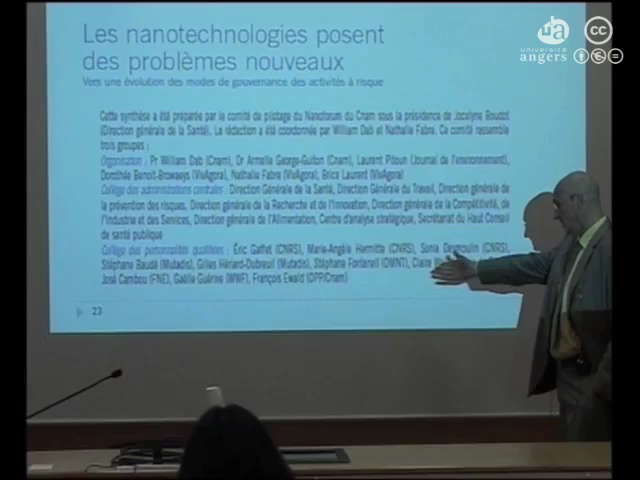 Les nanotechnologies posent
des problèmes nouveaux
Vers une évolution des modes de gouvernance des activités à risque
Cette synthèse a été préparée par le comité de pilotage du Nanoforum du Cnam sous la présidence de Jocelyne Boudot
(Direction générale de la Santé). La rédaction a été coordonnée par William Dab et Nathalie Fabre. Ce comité rassemble
trois groupes :
Organisation : Pr William Dab (Cnam), Dr Armelle George-Guiton (Cnam), Laurent Pitoun (Journal de l'environnement),
Dorothée Benoit-Browaeys (VivAgora), Nathalie Fabre (VivAgora), Brice Laurent (VivAgora)
Collège des administrations centrales : Direction Générale de la Santé, Direction Générale du Travail, Direction générale de
la prévention des risques, Direction générale de la Recherche et de l'Innovation, Direction générale de la Compétitivité, de
l'Industrie et des Services, Direction générale de l'Alimentation, Centre d'analyse stratégique, Secrétariat du Haut Conseil
de santé publique
Collège des personnalités qualifiées : Éric Gaffet (CNRS), Marie-Angèle Hermitte (CNRS), Sonia Desmoulin (CNRS),
Stéphane Baudé (Mutadis), Gilles Hériard-Dubreuil (Mutadis), Stéphane Fontanell (OMNT), Claire
José Cambou (FNE), Gaëlle Guérive (WWF), François Ewald (OPP/Cnam)
23
ua
université
angers
cc